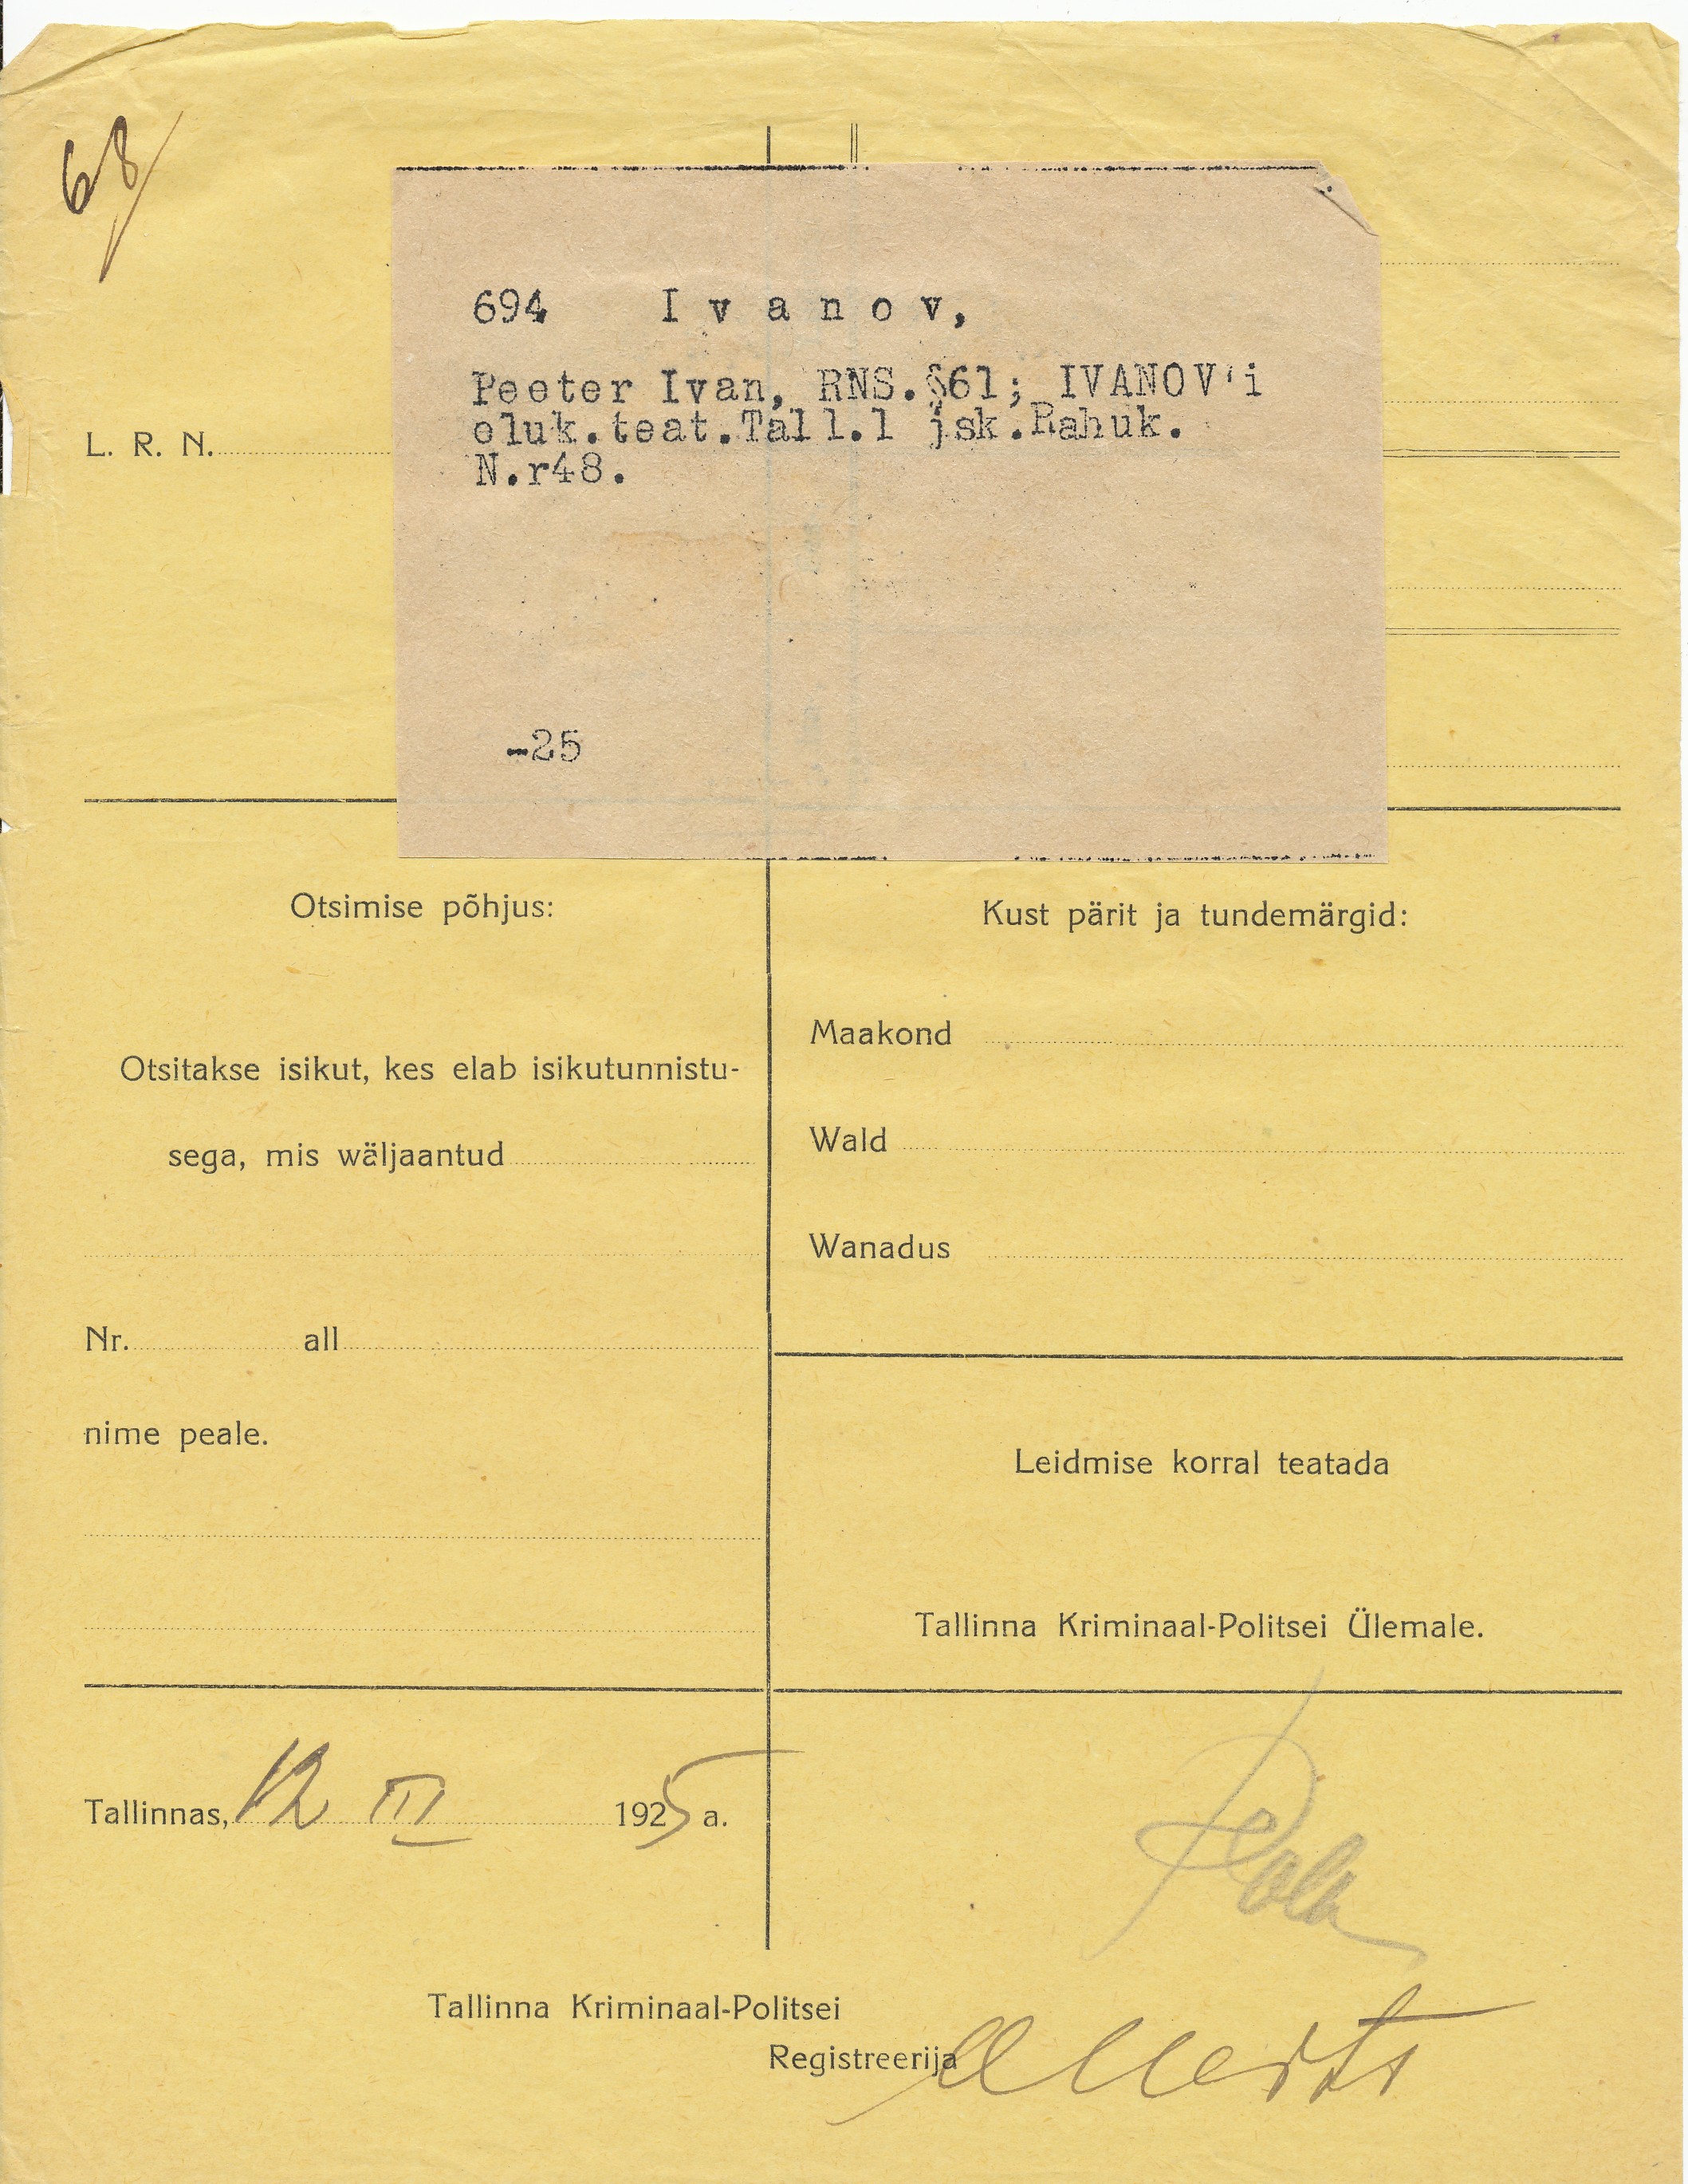 68
694 Ivanov,
Peeter Ivan, RNS.§61; IVANOV'i
oluk.teat.Tall.1 jsk.Rahuk.
N.r48.
-25
L. R. N.
Otsimise põhjus:
Otsitakse isikut, kes elab isikutunnistu-
sega, mis wäljaantud
Nr. all
nime peale.
Kust pärit ja tundemärgid:
Maakond
Wald
Wanadus
Leidmise korral teatada
Tallinna Kriminaal-Politsei Ülemale.
Tallinnas, 12 III 1925 a.
Tallinna Kriminaal-Politsei
Registreerija